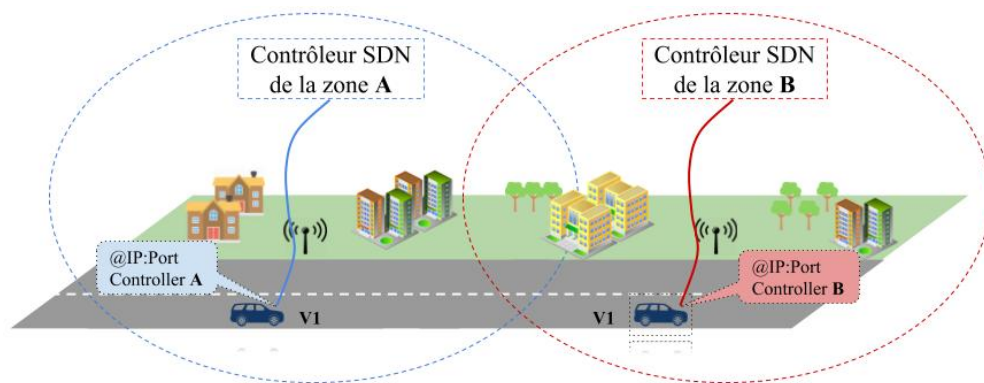 Contrôleur SDN
de la zone A
Contrôleur SDN
de la zone B
@IP:Port
Controller A
@IP:Port
Controller B
V1
V1